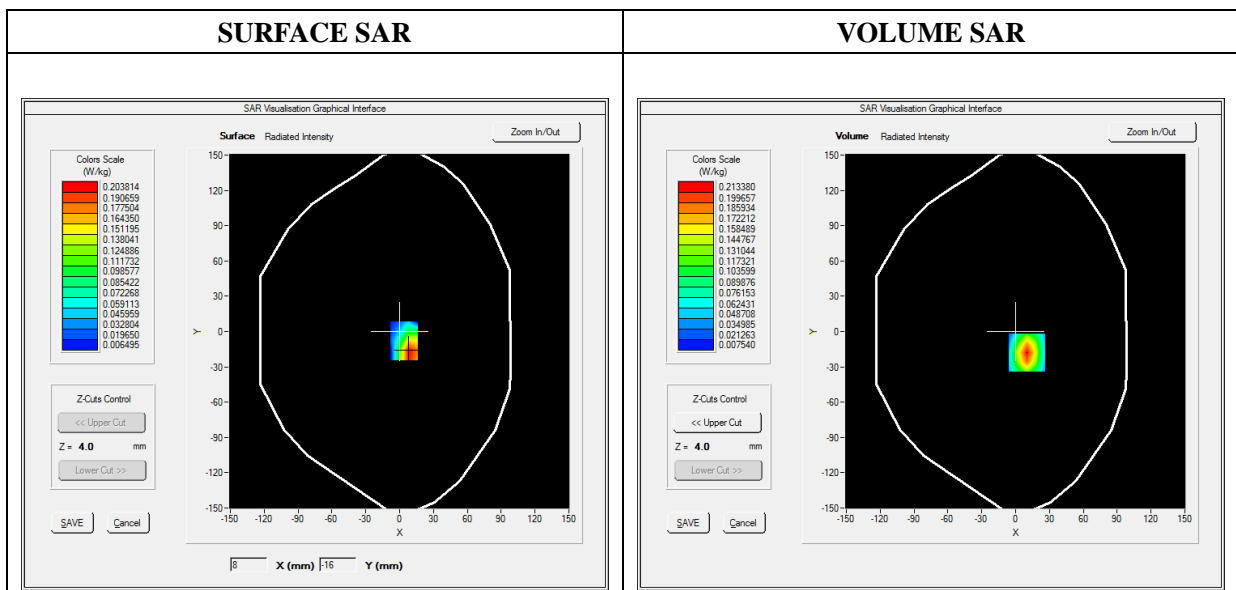 SURFACE SAR
SAR Visualisation Graphical Interface
Surface Radiated Intensity
Zoom In/Out
Colors Scale
(W/kg)
0.203814
0.190659
0.177504
0.164350
0.151195
0.138041
0.124886
0.111732
0.098577
0.085422
0.072268
0.059113
0.045959
0.032804
0.019650
0.006495
Z-Cuts Control
<< Upper Cut
Z = 4.0 mm
Lower Cut >>
SAVE Cancel
150
120
90
60
30
0
-30
-60
-90
-120
-150
Y
-150 -120 -90 -60 -30 0 30 60 90 120 150
X
8 X (mm) -16 Y (mm)
VOLUME SAR
SAR Visualisation Graphical Interface
Volume Radiated Intensity
Zoom In/Out
Colors Scale
(W/kg)
0.213380
0.199657
0.185934
0.172212
0.158489
0.144767
0.131044
0.117321
0.103599
0.089876
0.076153
0.062431
0.048708
0.034985
0.021263
0.007540
Z-Cuts Control
<< Upper Cut
Z = 4.0 mm
Lower Cut >>
SAVE Cancel
150
120
90
60
30
0
-30
-60
-90
-120
-150
Y
-150 -120 -90 -60 -30 0 30 60 90 120 150
X